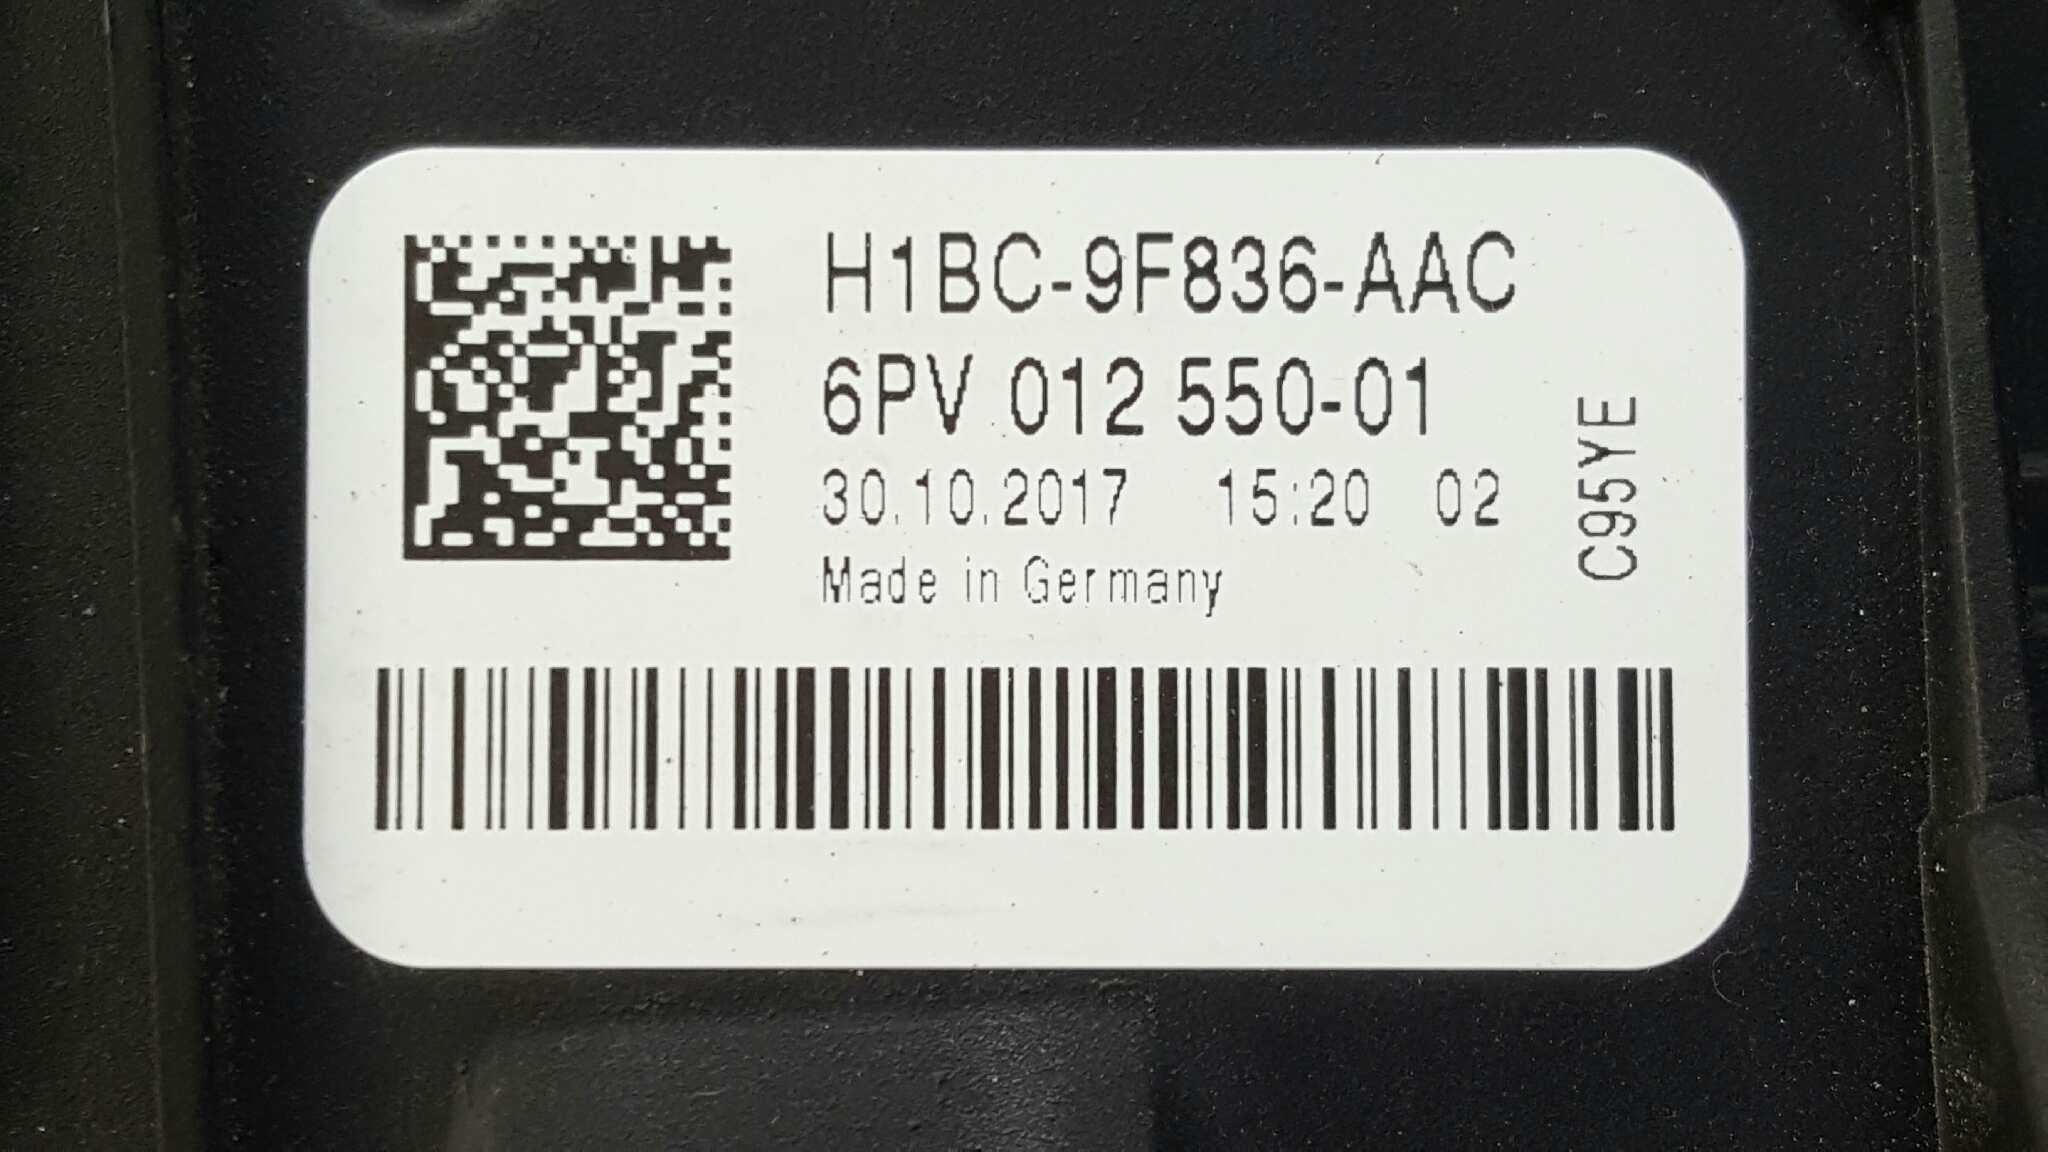 H1BC-9F836-AAC
6PV 012 550-01
30.10.2017 15:20 02
Made in Germany
C95YE